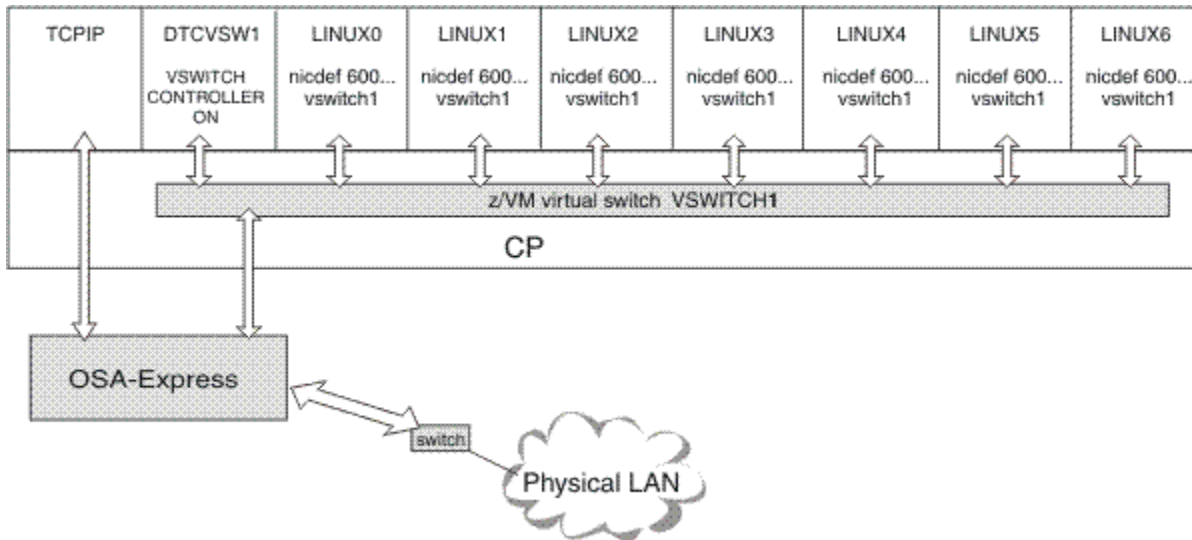 TCPIP
DTCVSW1
VSWITCH
CONTROLLER
ON
LINUX0
nicdef 600...
vswitch1
LINUX1
nicdef 600...
vswitch1
LINUX2
nicdef 600...
vswitch1
LINUX3
nicdef 600...
vswitch1
LINUX4
nicdef 600...
vswitch1
LINUX5
nicdef 600...
vswitch1
LINUX6
nicdef 600...
vswitch1
z/VM virtual switch VSWITCH1
CP
OSA-Express
switch
Physical LAN